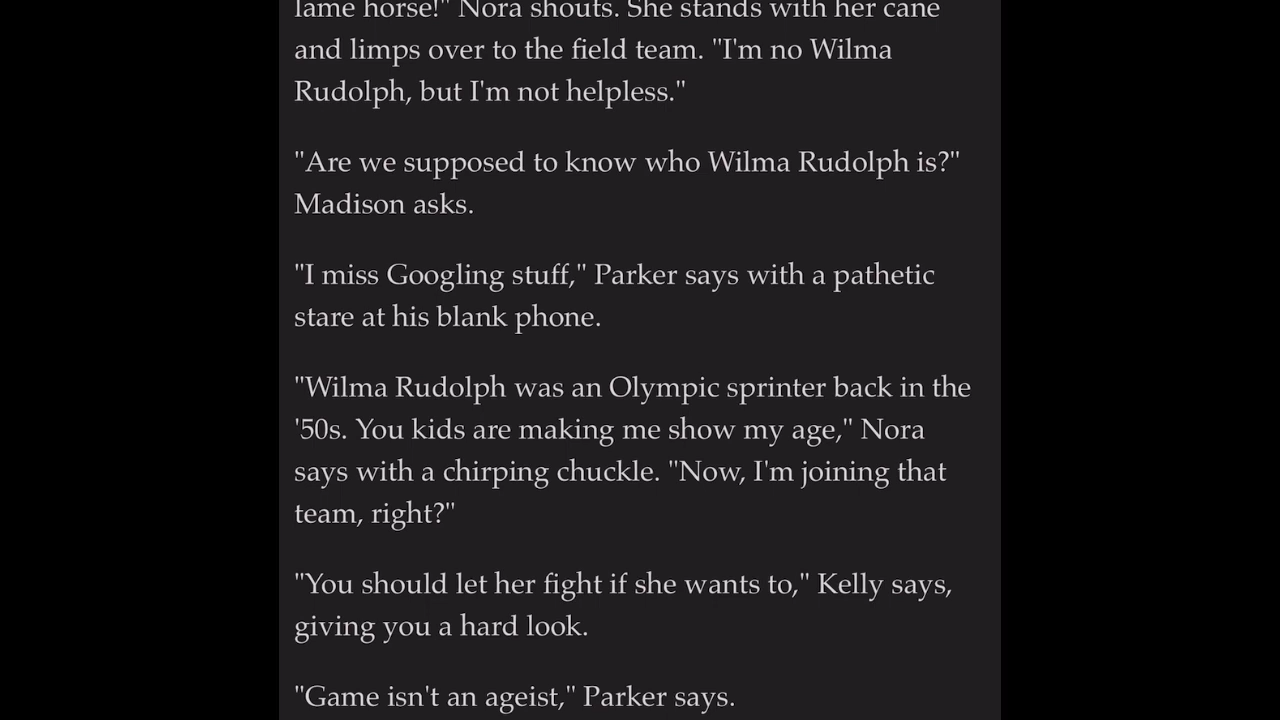 lame horse!" Nora shouts. She stands with her cane
and limps over to the field team. "I'm no Wilma
Rudolph, but I'm not helpless."
"Are we supposed to know who Wilma Rudolph is?"
Madison asks.
"I miss Googling stuff," Parker says with a pathetic
stare at his blank phone.
"Wilma Rudolph was an Olympic sprinter back in the
'50s. You kids are making me show my age," Nora
says with a chirping chuckle. "Now, I'm joining that
team, right?"
"You should let her fight if she wants to," Kelly says,
giving you a hard look.
"Game isn't an ageist," Parker says.